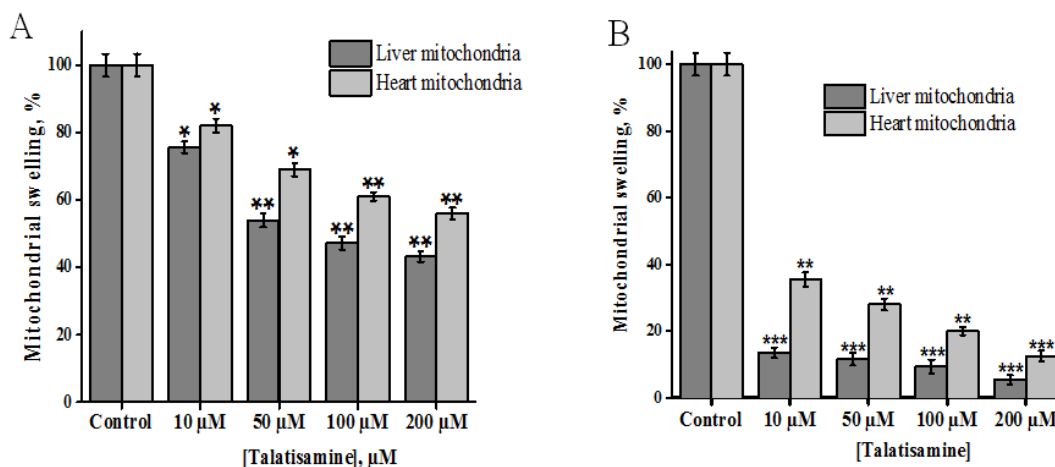 A
Liver mitochondria
Heart mitochondria
Mitochondrial swelling, %
100
80
60
40
20
0
*
*
**
*
**
**
**
**
Control
10 μM
50 μM
100 μM
200 μM
[Talatisamine], μM
B
Liver mitochondria
Heart mitochondria
Mitochondrial swelling, %
100
80
60
40
20
0
***
**
***
**
***
**
***
***
Control
10 μM
50 μM
100 μM
200 μM
[Talatisamine]